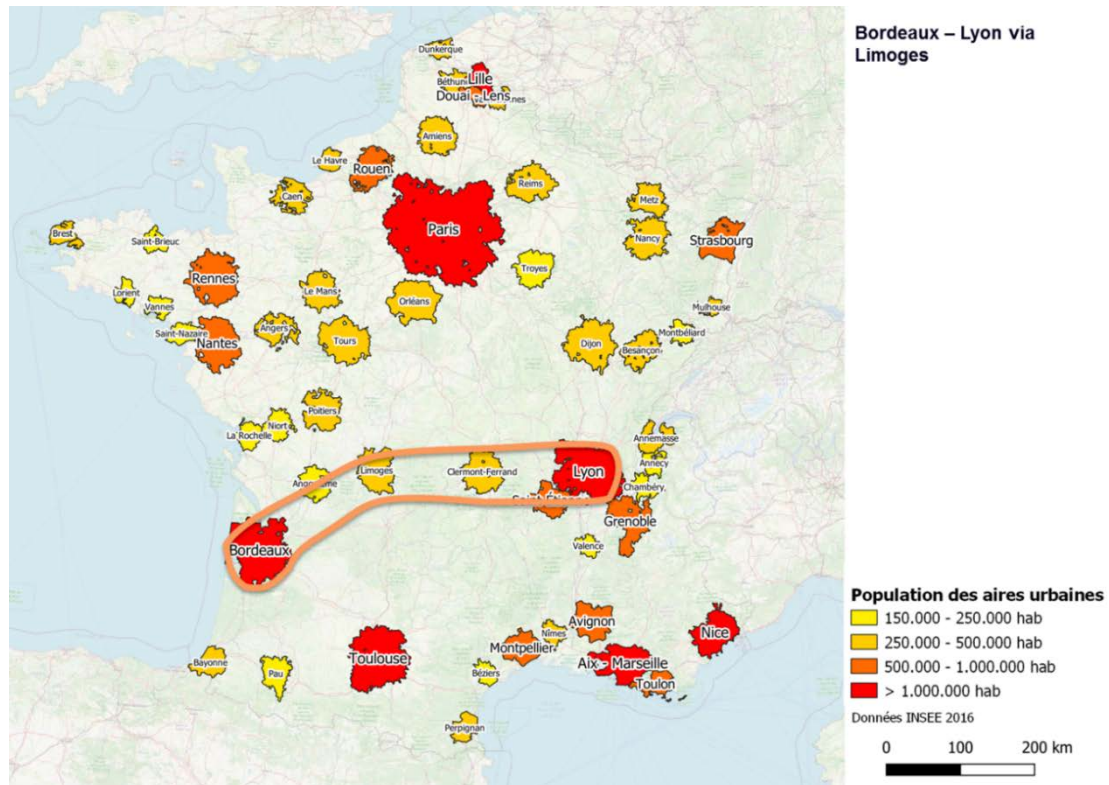 Bordeaux – Lyon via
Limoges
Dunkerque
Lille
Douai - Lens
Amiens
Le Havre
Rouen
Caen
Reims
Metz
Paris
Nancy
Strasbourg
Brest
Saint-Brieuc
Troyes
Rennes
Le Mans
Orléans
Lorient
Vannes
Mulhouse
Saint-Nazaire
Angers
Montbéliard
Nantes
Tours
Dijon
Besançon
Poitiers
Niort
La Rochelle
Annemasse
Limoges
Clermont-Ferrand
Lyon
Annecy
Chambéry
Grenoble
Bordeaux
Valence
Population des aires urbaines
150.000 - 250.000 hab
250.000 - 500.000 hab
500.000 - 1.000.000 hab
> 1.000.000 hab
Données INSEE 2016
0 100 200 km
Avignon
Nîmes
Nice
Montpellier
Toulouse
Bayonne
Aix - Marseille
Pau
Béziers
Toulon
Perpignan